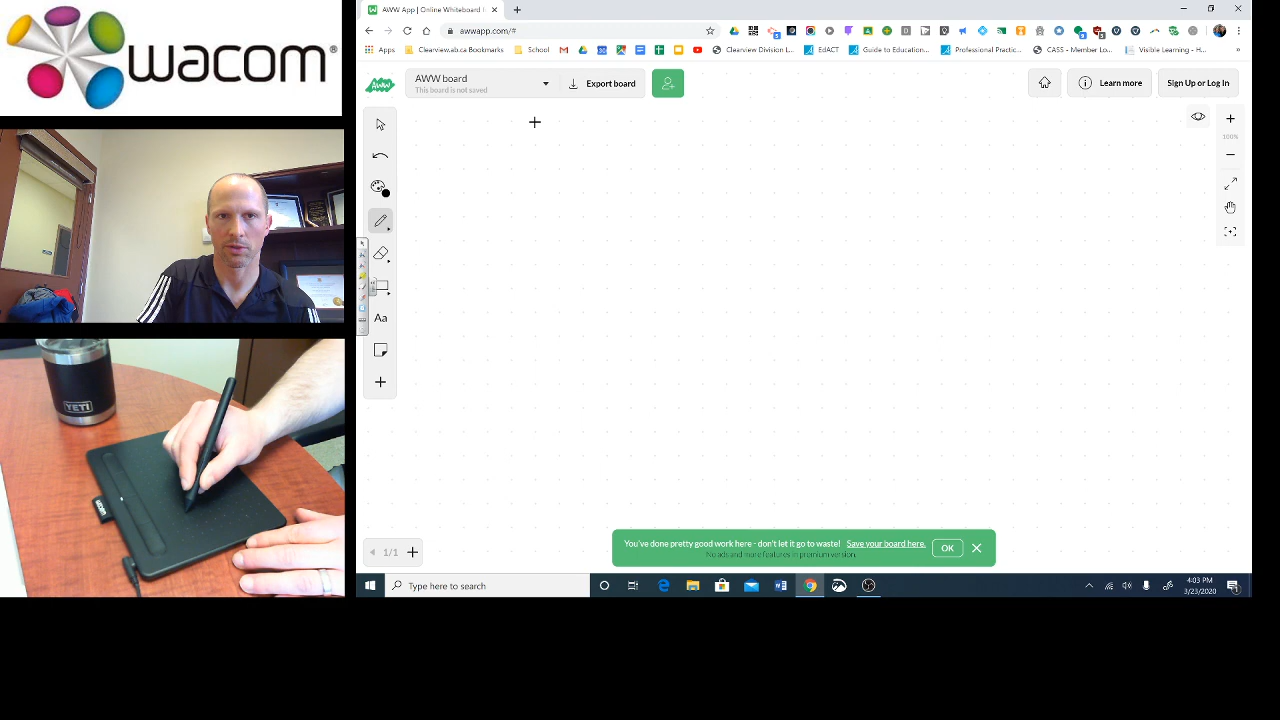 wacom®
YETI
wacom
AWW App | Online Whiteboard
awwapp.com/#
Apps Clearview.ab.ca Bookmarks School Clearview Division L... EdACT Guide to Education... Professional Practic... CASS - Member Lo... Visible Learning - H...
AWW
AWW board
This board is not saved
Export board
Learn more
Sign Up or Log In
100%
Aa
You've done pretty good work here - don't let it go to waste! Save your board here.
No ads and more features in premium version.
OK
1/1
Type here to search
4:03 PM
3/23/2020